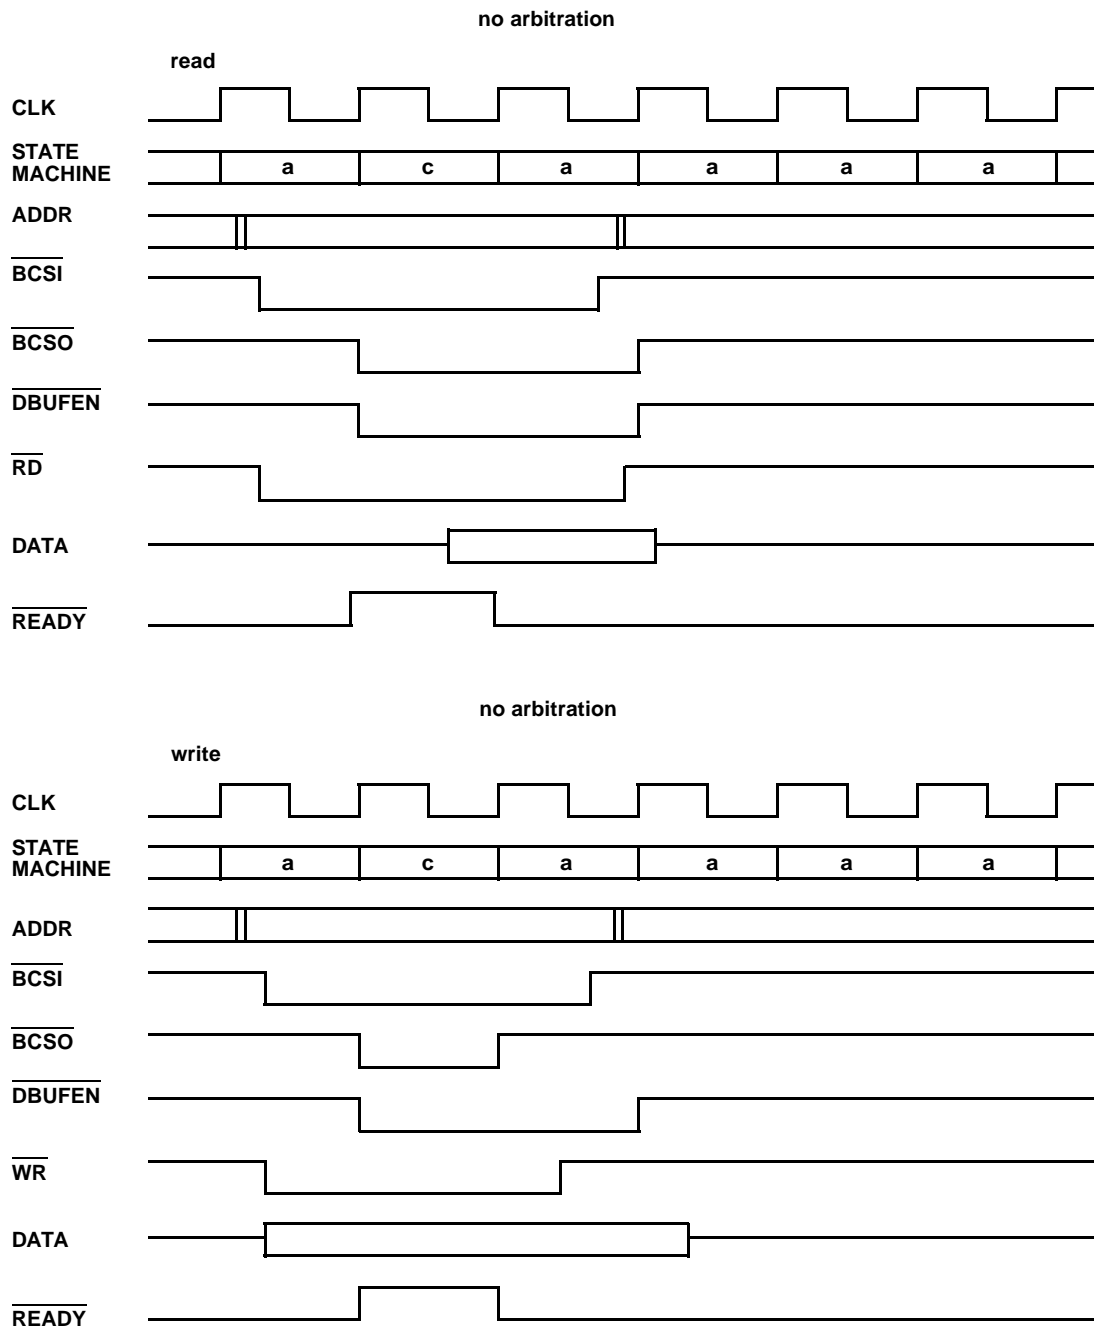 no arbitration
read
CLK
STATE
MACHINE
a c a a a a
ADDR
BCSI
BCSO
DBUFEN
RD
DATA
READY
no arbitration
write
CLK
STATE
MACHINE
a c a a a a
ADDR
BCSI
BCSO
DBUFEN
WR
DATA
READY